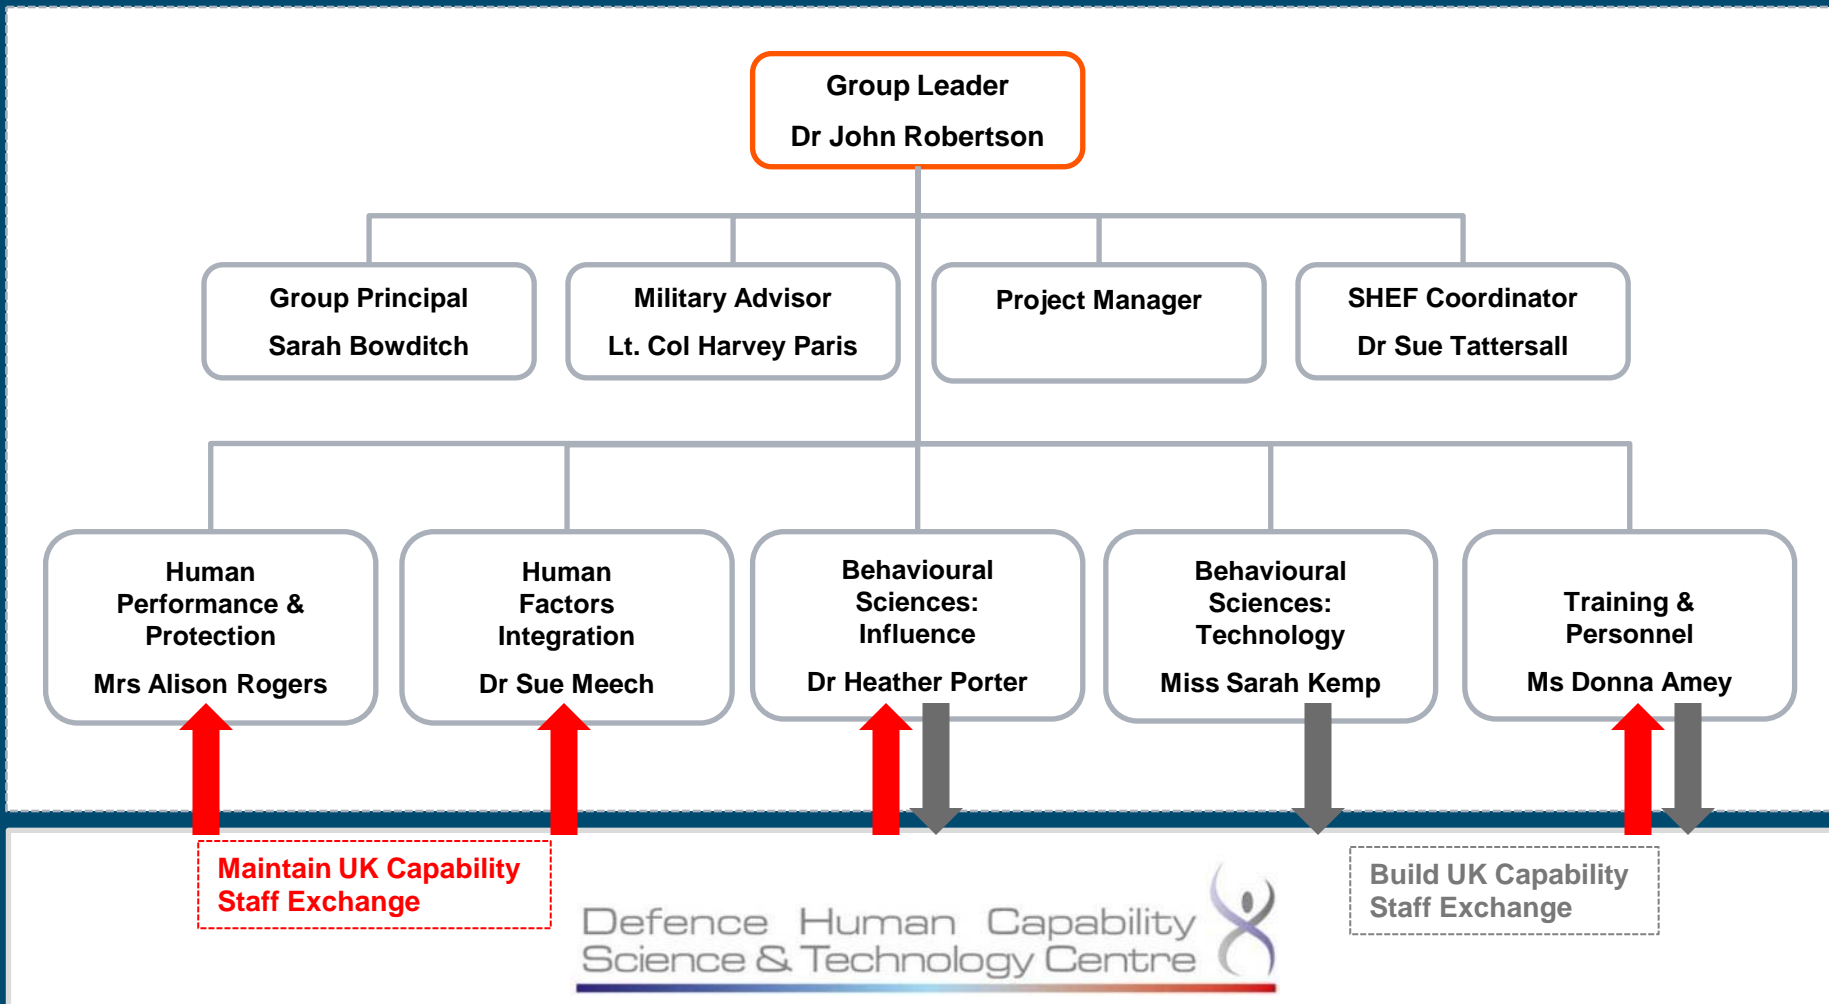 Group Leader
Dr John Robertson
Group Principal
Sarah Bowditch
Military Advisor
Lt. Col Harvey Paris
Project Manager
SHEF Coordinator
Dr Sue Tattersall
Human
Performance &
Protection
Mrs Alison Rogers
Human
Factors
Integration
Dr Sue Meech
Behavioural
Sciences:
Influence
Dr Heather Porter
Behavioural
Sciences:
Technology
Miss Sarah Kemp
Training &
Personnel
Ms Donna Amey
Maintain UK Capability
Staff Exchange
Defence Human Capability
Science & Technology Centre
Build UK Capability
Staff Exchange